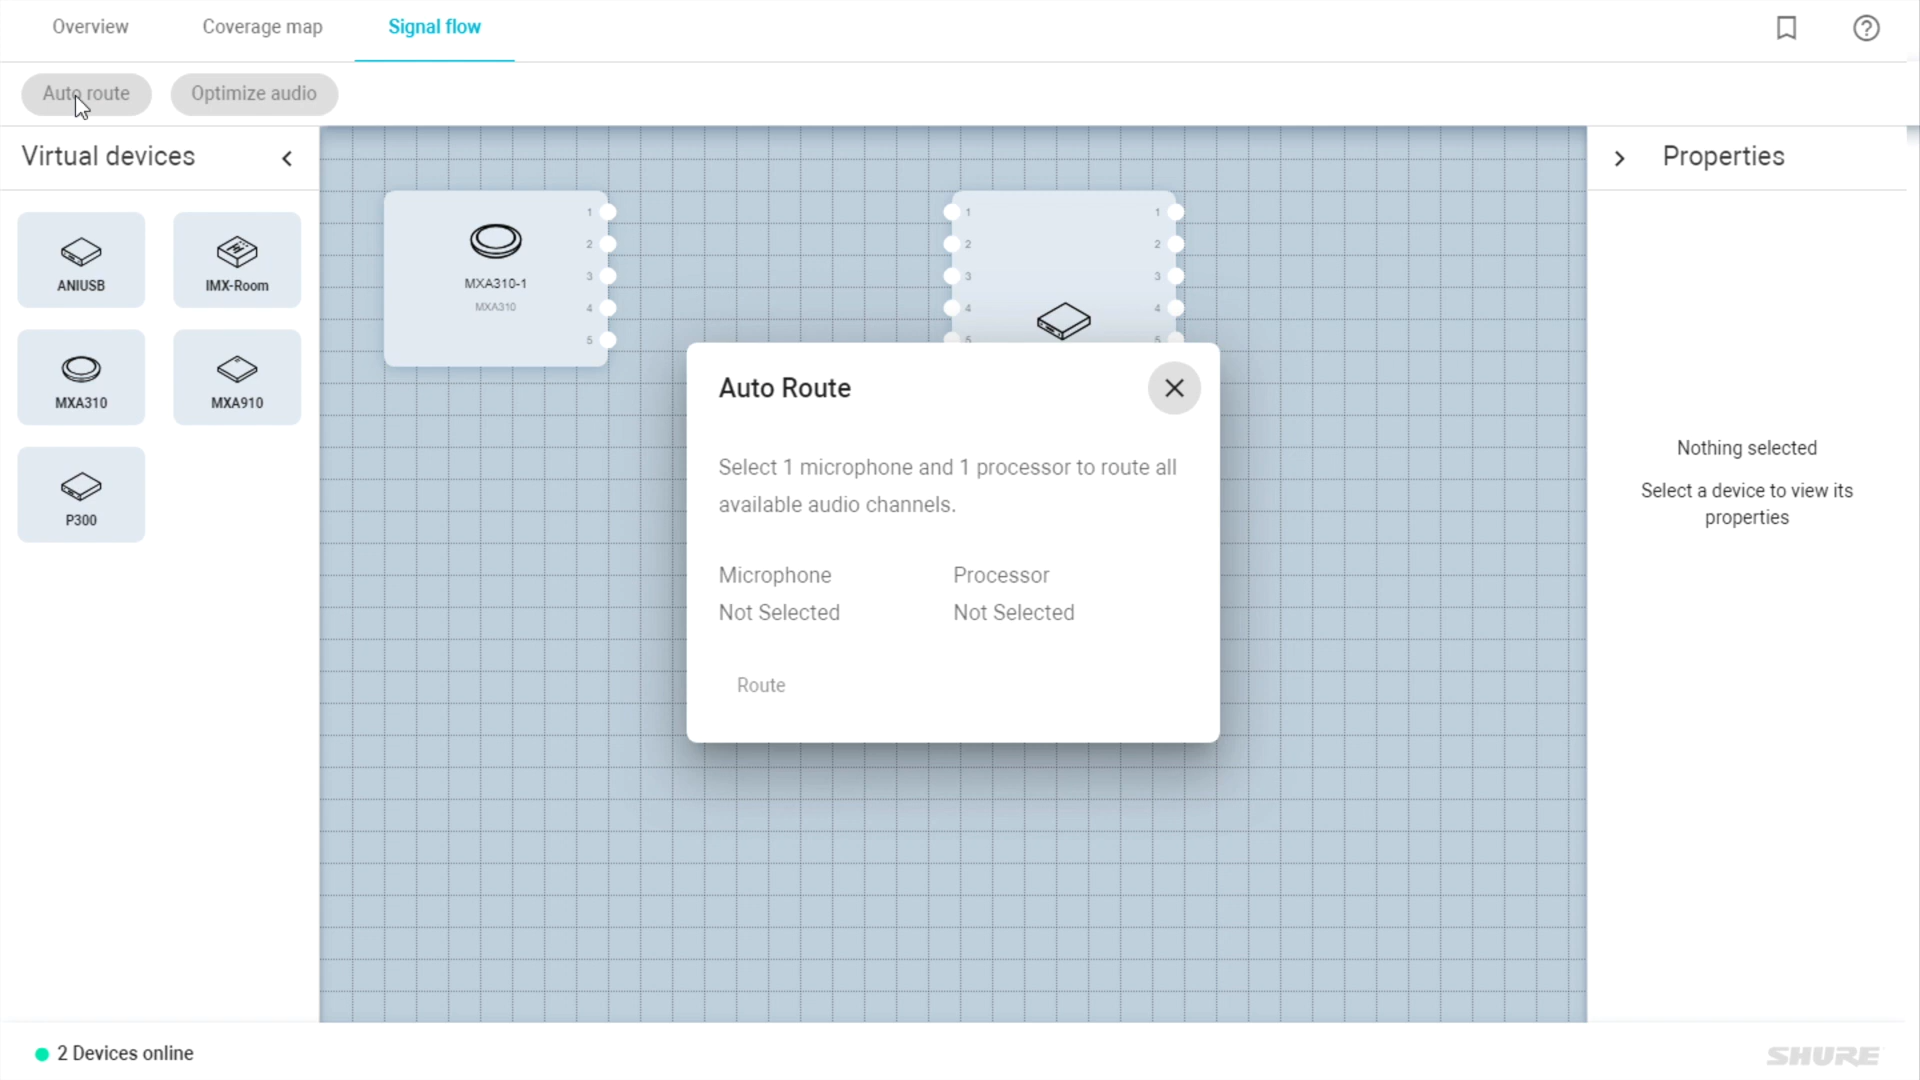 Overview
Coverage map
Signal flow
Auto route
Optimize audio
Virtual devices
Properties
ANIUSB
IMX-Room
MXA310
MXA910
P300
MXA310-1
MXA310
1
2
3
4
5
1
2
3
4
5
1
2
3
4
5
Auto Route
Select 1 microphone and 1 processor to route all
available audio channels.
Microphone
Processor
Not Selected
Not Selected
Route
Nothing selected
Select a device to view its
properties
2 Devices online
SHURE